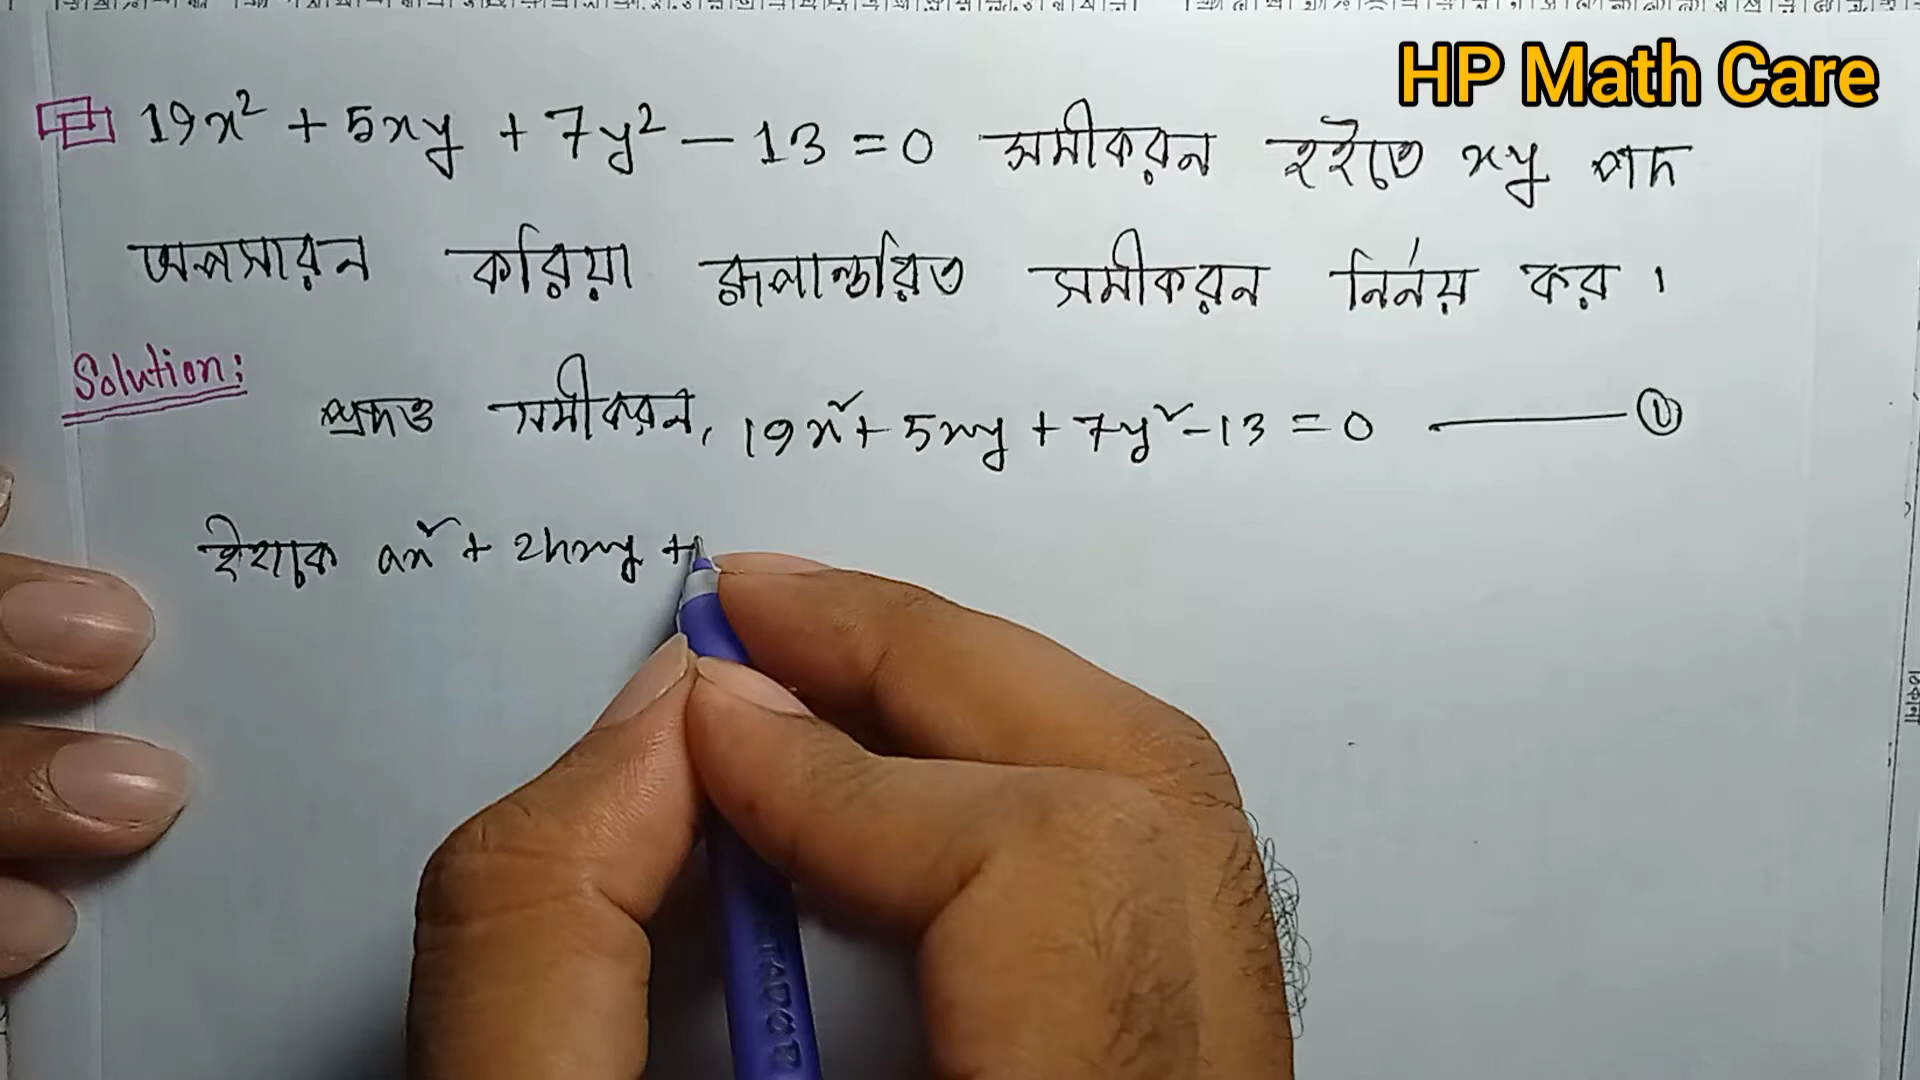 HP Math Care
19x² + 5xy + 7y² - 13 = 0 সমীকরন হইতে xy পদ
অপসারন করিয়া রূপান্তরিত সমীকরন নির্নয় কর ।
Solution:
প্রদত্ত সমীকরন, 19x² + 5xy + 7y² - 13 = 0 ——— ①
ইহাকে ax² + 2hxy +